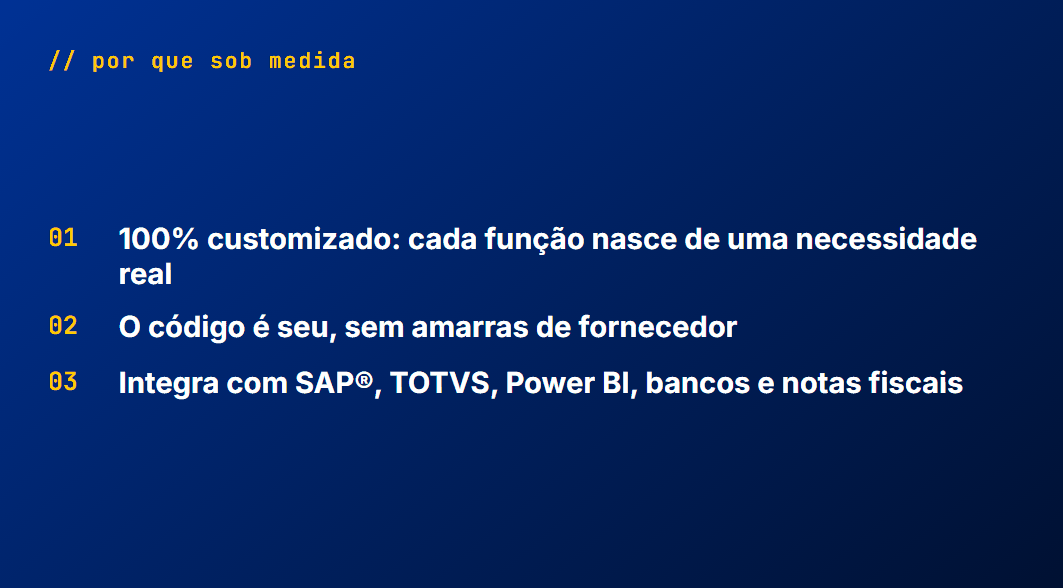 // por que sob medida
01 100% customizado: cada função nasce de uma necessidade
real
02 O código é seu, sem amarras de fornecedor
03 Integra com SAP®, TOTVS, Power BI, bancos e notas fiscais